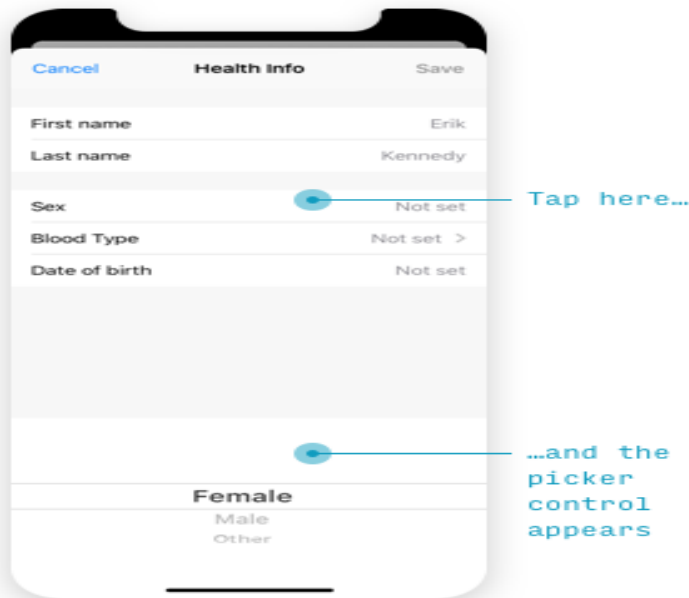 Cancel Health Info Save
First name Erik
Last name Kennedy
Sex Not set
Tap here…
Blood Type Not set >
Date of birth Not set
…and the
picker
control
appears
Female
Male
Other